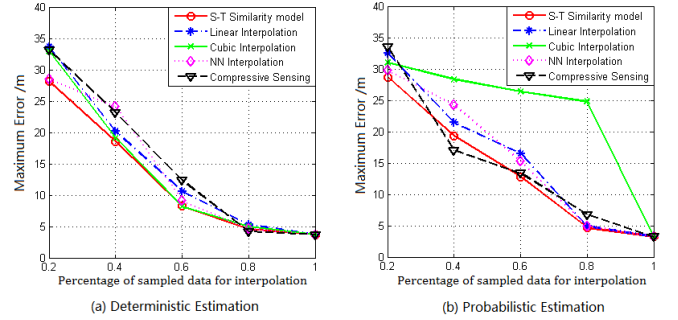 40
35
30
25
20
15
10
5
0
0.2
0.4
0.6
0.8
1
Maximum Error /m
S-T Similarity model
Linear Interpolation
Cubic Interpolation
NN Interpolation
Compressive Sensing
Percentage of sampled data for interpolation
(a) Deterministic Estimation
40
35
30
25
20
15
10
5
0
0.2
0.4
0.6
0.8
1
Maximum Error /m
S-T Similarity model
Linear Interpolation
Cubic Interpolation
NN Interpolation
Compressive Sensing
Percentage of sampled data for interpolation
(b) Probabilistic Estimation